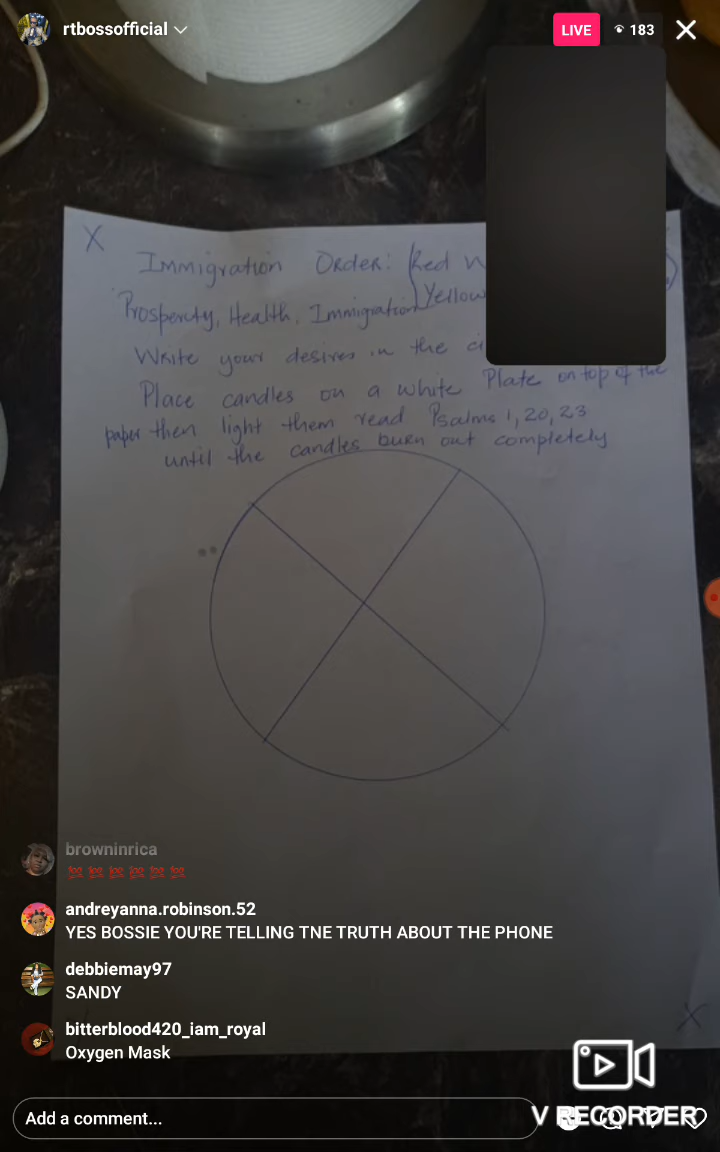 rtbossofficial
LIVE
183
X
Immigration Order: (Red
Prosperity, Health, Immigration (Yellow
Write your desires in the
Place candles on a white Plate on top of the
paper then light them read Psalms 1, 20, 23
until the candles burn out completely
browninrica
andreyanna.robinson.52
YES BOSSIE YOU'RE TELLING TNE TRUTH ABOUT THE PHONE
debbiemay97
SANDY
bitterblood420_iam_royal
Oxygen Mask
X
Add a comment...
V RECORDER